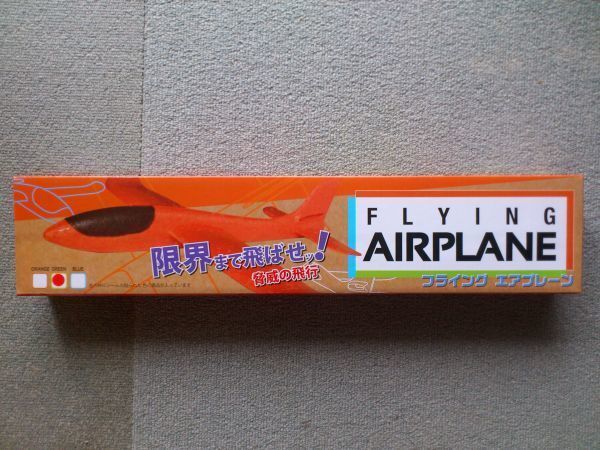 FLYING
AIRPLANE
フライング エアプレーン
限界まで飛ばせッ!
脅威の飛行
ORANGE GREEN BLUE